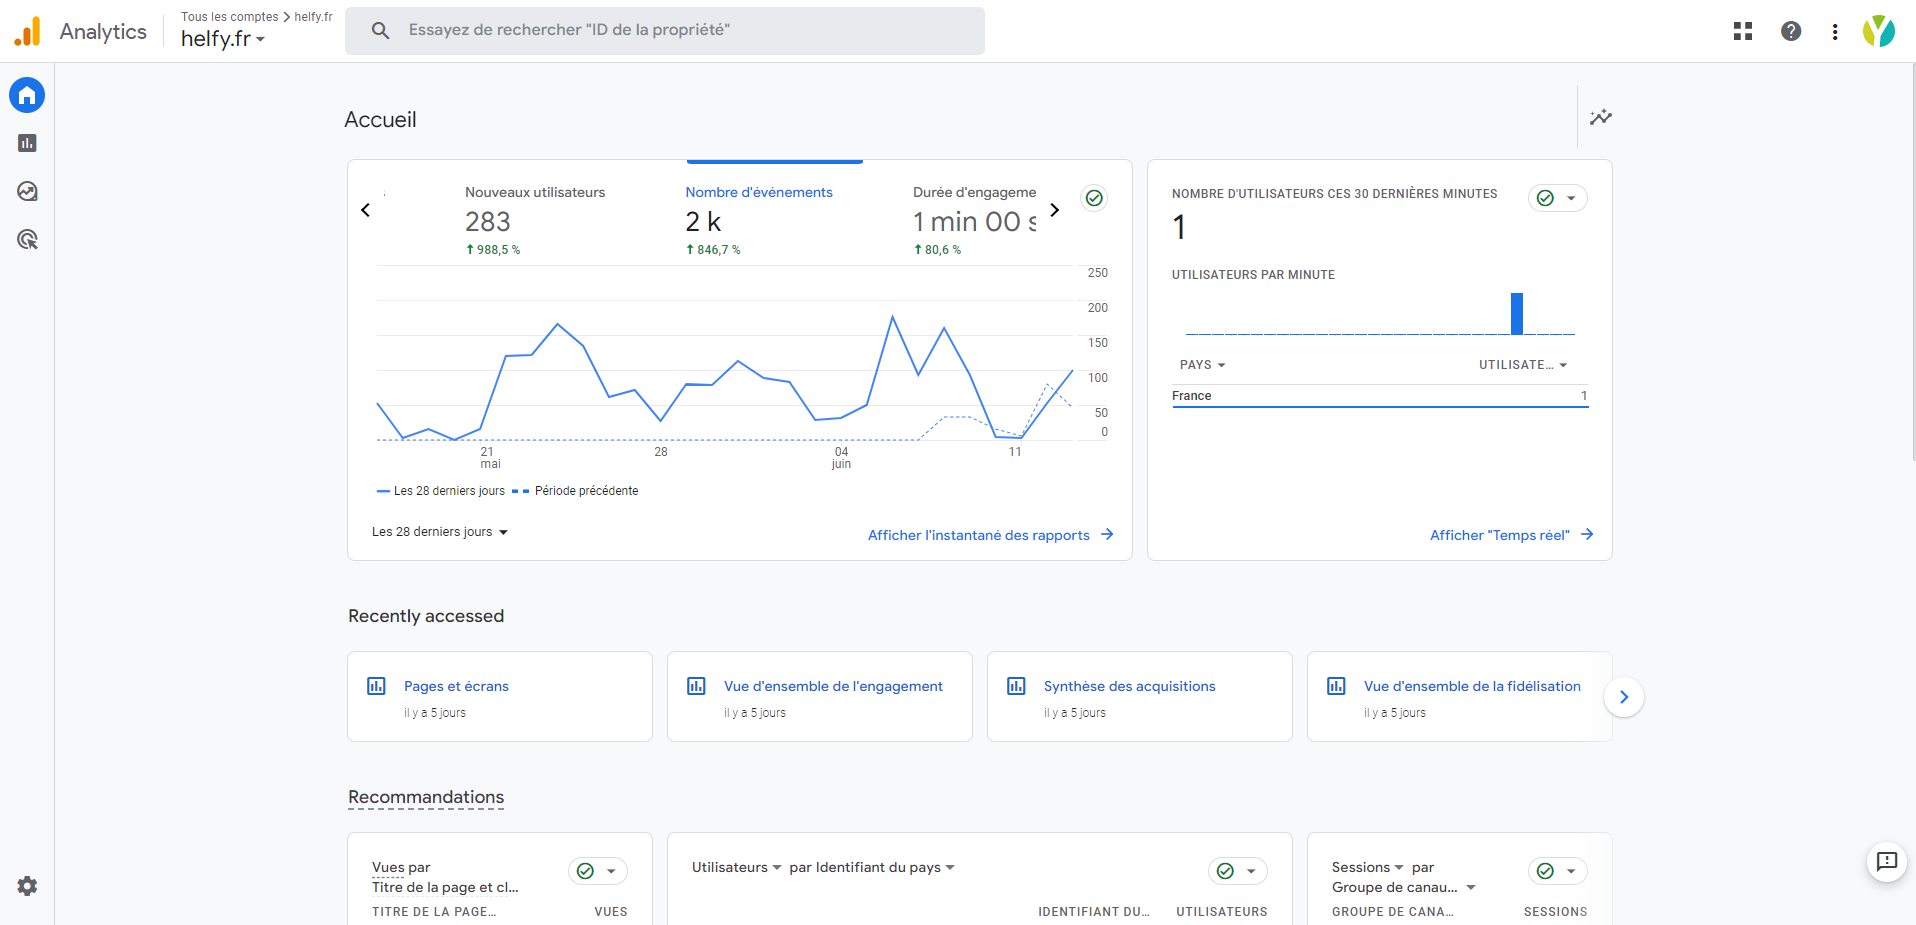 Analytics
Tous les comptes > helfy.fr
helfy.fr
Essayez de rechercher "ID de la propriété"
Accueil
Nouveaux utilisateurs
283
988,5 %
Nombre d'événements
2 k
846,7 %
Durée d'engageme
1 min 00 s
80,6 %
250
200
150
100
50
0
21
mai
28
04
juin
11
Les 28 derniers jours
Période précédente
Les 28 derniers jours
Afficher l'instantané des rapports
NOMBRE D'UTILISATEURS CES 30 DERNIÈRES MINUTES
1
UTILISATEURS PAR MINUTE
PAYS
UTILISATE...
France
1
Afficher "Temps réel"
Recently accessed
Pages et écrans
il y a 5 jours
Vue d'ensemble de l'engagement
il y a 5 jours
Synthèse des acquisitions
il y a 5 jours
Vue d'ensemble de la fidélisation
il y a 5 jours
Recommandations
Vues par
Titre de la page et cl...
TITRE DE LA PAGE...
VUES
Utilisateurs par Identifiant du pays
IDENTIFIANT DU...
UTILISATEURS
Sessions par
Groupe de canau...
GROUPE DE CANA...
SESSIONS